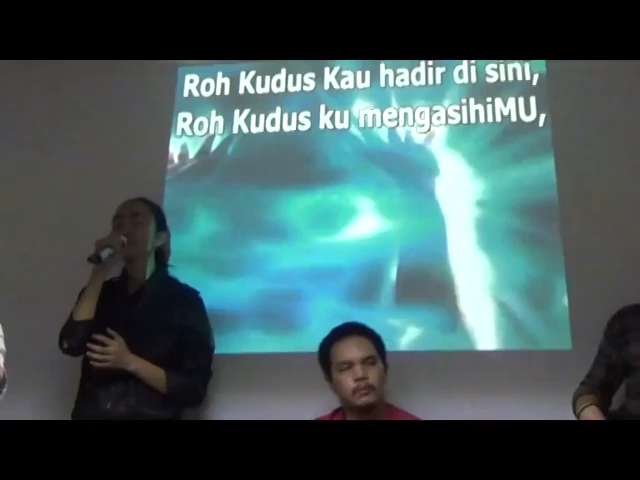 Roh Kudus Kau hadir di sini,
Roh Kudus ku mengasihiMU,